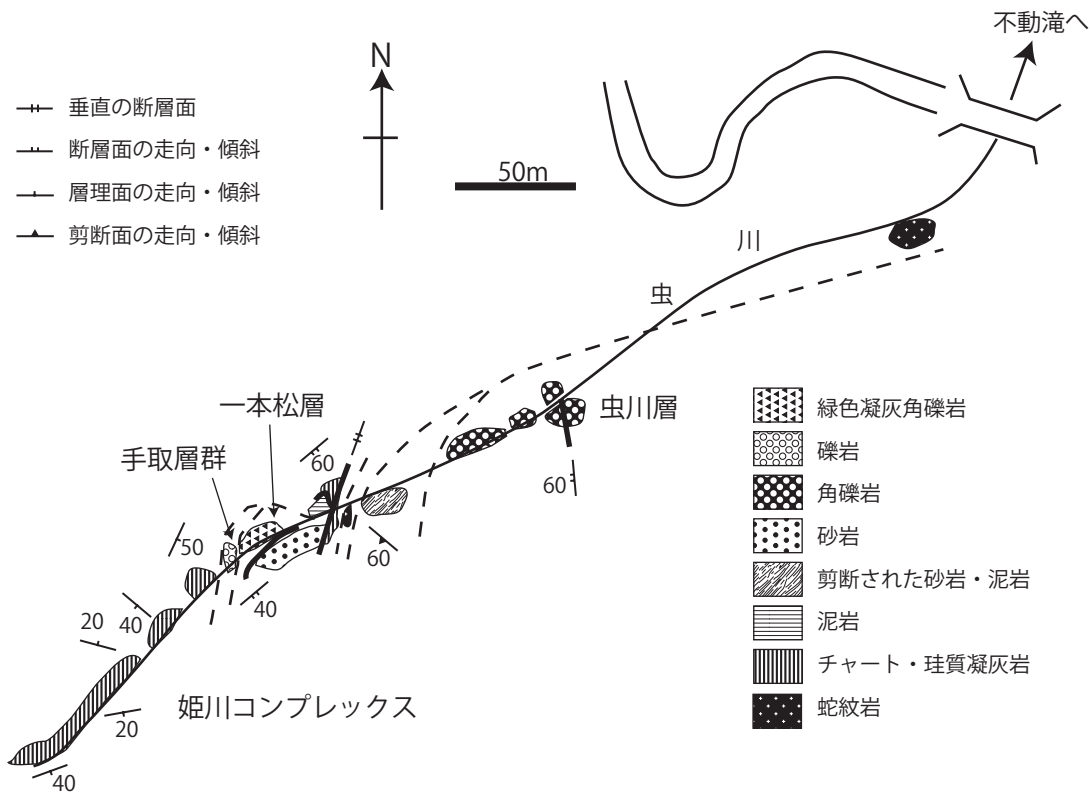 不動滝へ
N
垂直の断層面
断層面の走向・傾斜
層理面の走向・傾斜
剪断面の走向・傾斜
50m
川
虫
一本松層
虫川層
手取層群
60
60
50
60
40
20
40
姫川コンプレックス
20
40
緑色凝灰角礫岩
礫岩
角礫岩
砂岩
剪断された砂岩・泥岩
泥岩
チャート・珪質凝灰岩
蛇紋岩